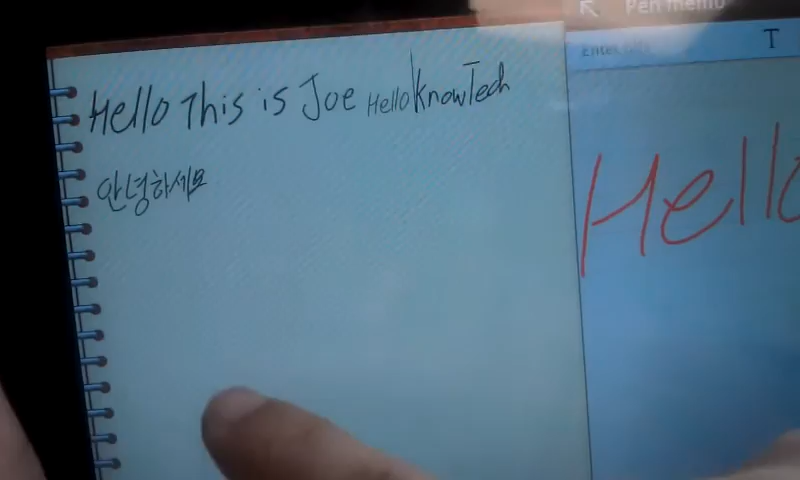 Hello This is Joe Hello KnowTech
안녕하세요
Pen memo
T
Hello